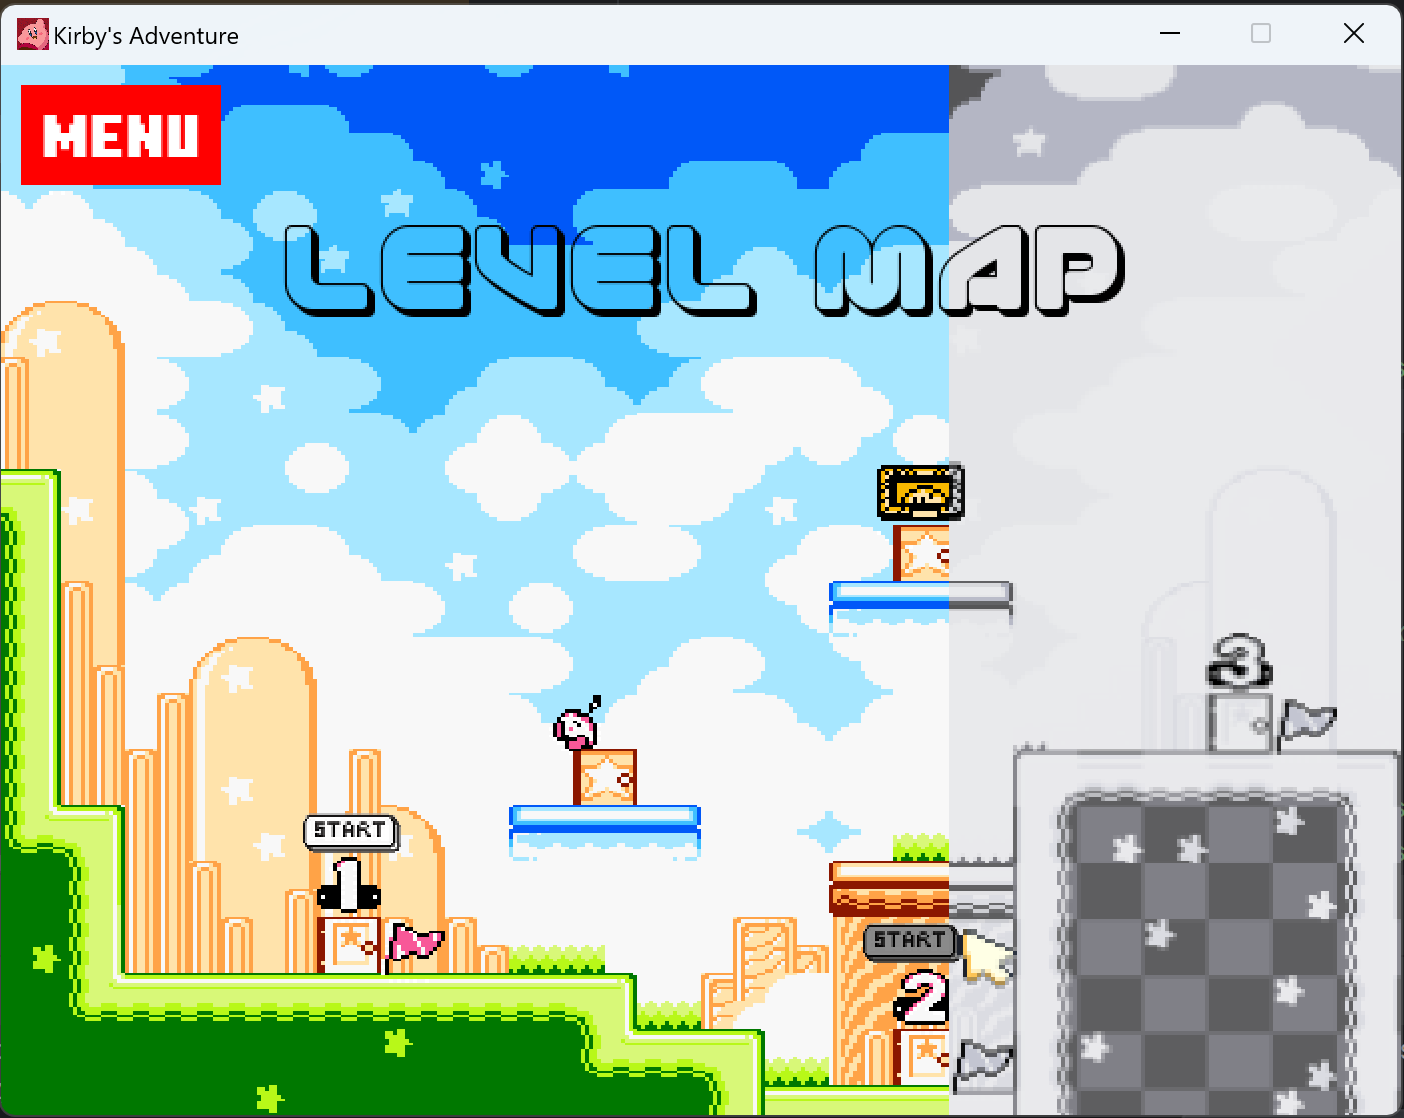 Kirby's Adventure
MENU
LEVEL MAP
3
START
1
START
2